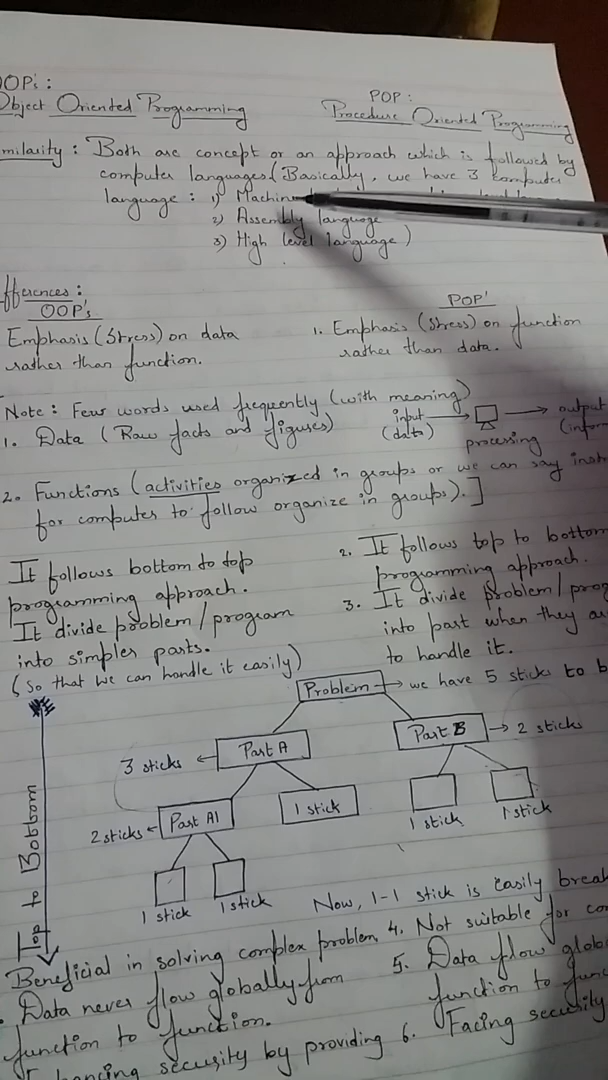 OOP's :
Object Oriented Programming
POP :
Procedure Oriented Programming
milarity : Both are concept or an approach which is followed by
computer languages (Basically, we have 3 computer
language : 1) Machine
2) Assembly language
3) High level language )
fferences :
OOP's
Emphasis (Stress) on data
rather than function.
POP'
1. Emphasis (Stress) on function
rather than data.
Note : Few words used frequently (with meaning)
1. Data ( Raw facts and figures)
input
(data)
processing
output
(infor
2. Functions ( activities organized in groups or we can say inst
for computer to follow organize in groups). ]
It follows bottom to top
programming approach.
It divide problem / program
into simpler parts.
(So that we can handle it easily)
2. It follows top to bottom
programming approach.
3. It divide problem / prog
into part when they a
to handle it.
Problem → we have 5 sticks to b
3 sticks ← Part A
Part B → 2 sticks
2 sticks ← Part A1
1 stick
1 stick
1 stick
1 stick
1 stick
Top to Bottom
Now, 1-1 stick is easily break
Beneficial in solving complex problem
Data never flow globally from
function to function.
hancing security by providing
4. Not suitable for co
5. Data flow glob
function to func
6. Facing security